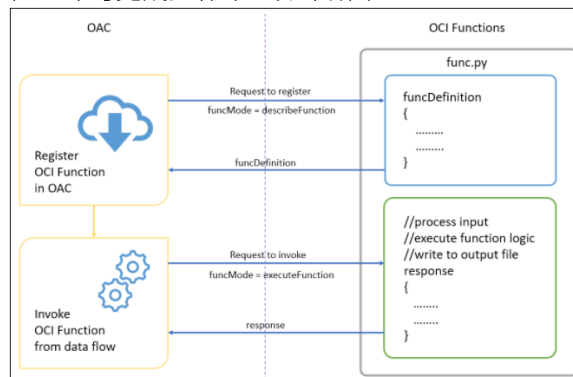 OAC
OCI Functions
func.py
Request to register
funcMode = describeFunction
funcDefinition
{
.........
.........
}
Register
OCI Function
in OAC
funcDefinition
//process input
//execute function logic
//write to output file
response
{
........
........
}
Request to invoke
funcMode = executeFunction
Invoke
OCI Function
from data flow
response